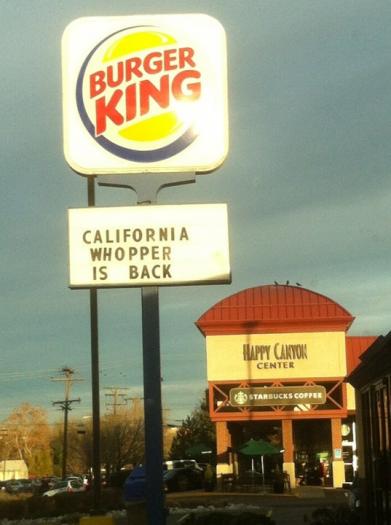 BURGER
KING
CALIFORNIA
WHOPPER
IS BACK
HAPPY CANYON
CENTER
STARBUCKS COFFEE